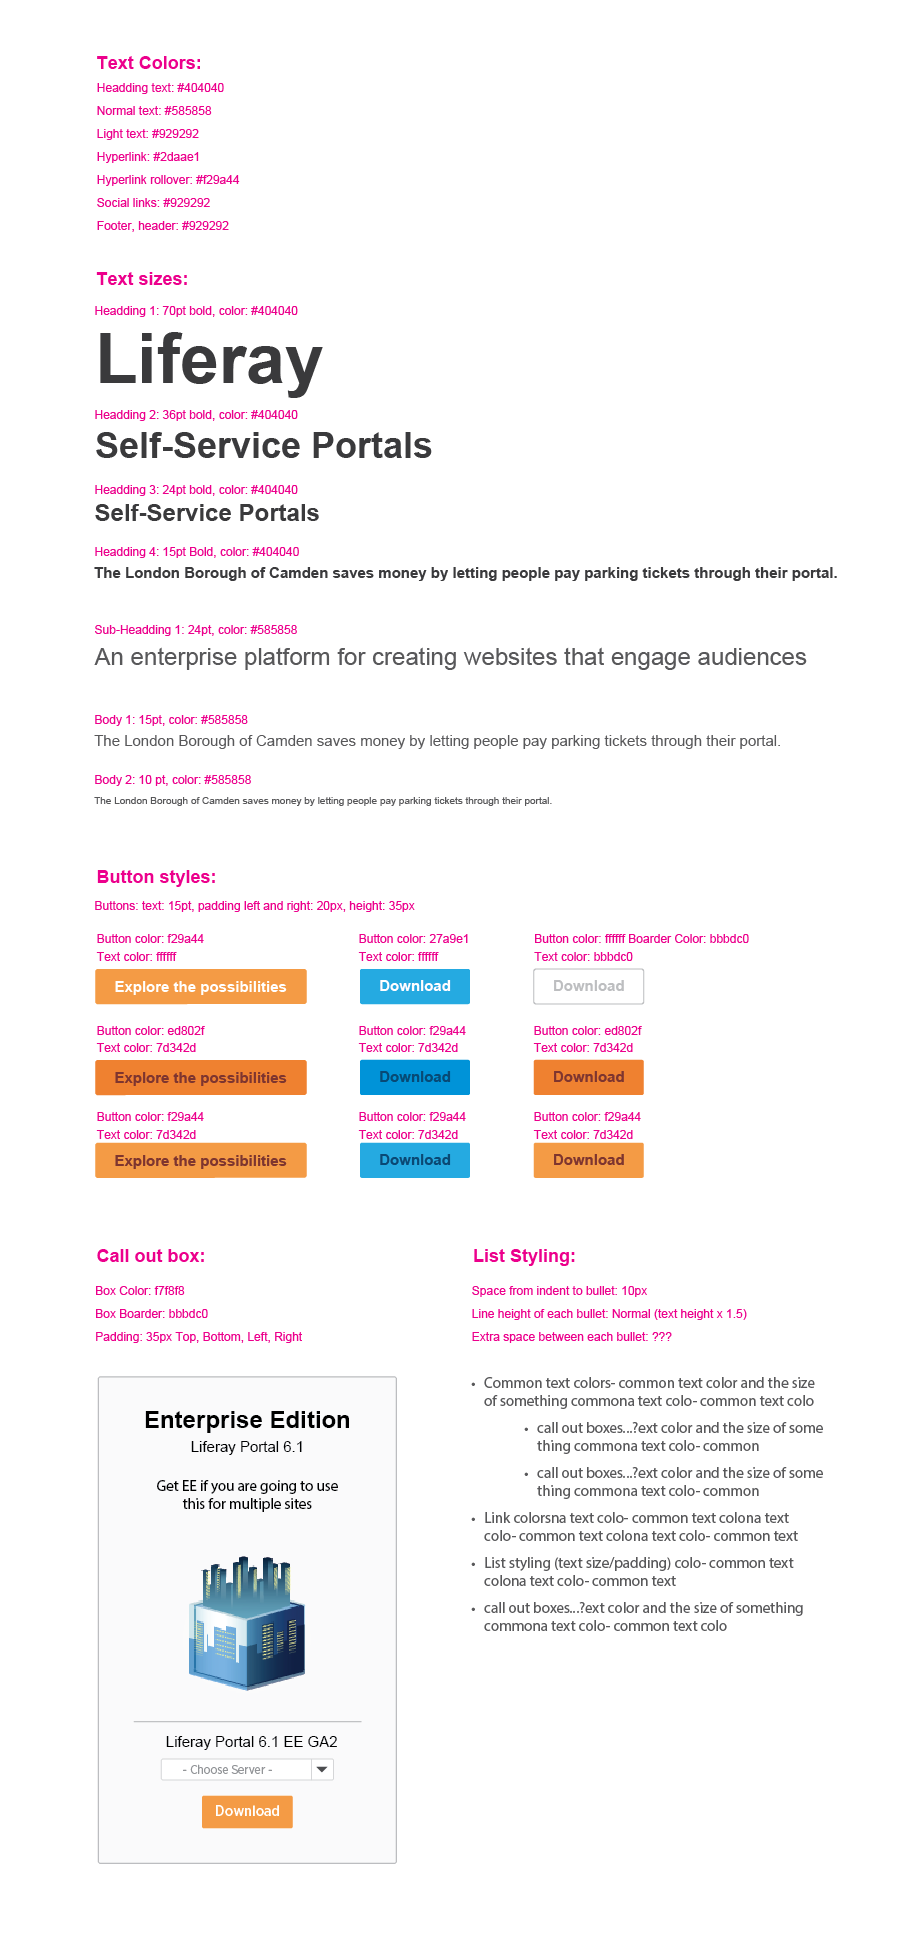 Text Colors:
Headding text: #404040
Normal text: #585858
Light text: #929292
Hyperlink: #2daae1
Hyperlink rollover: #f29a44
Social links: #929292
Footer, header: #929292
Text sizes:
Headding 1: 70pt bold, color: #404040
Liferay
Headding 2: 36pt bold, color: #404040
Self-Service Portals
Headding 3: 24pt bold, color: #404040
Self-Service Portals
Headding 4: 15pt Bold, color: #404040
The London Borough of Camden saves money by letting people pay parking tickets through their portal.
Sub-Headding 1: 24pt, color: #585858
An enterprise platform for creating websites that engage audiences
Body 1: 15pt, color: #585858
The London Borough of Camden saves money by letting people pay parking tickets through their portal.
Body 2: 10 pt, color: #585858
The London Borough of Camden saves money by letting people pay parking tickets through their portal.
Button styles:
Buttons: text: 15pt, padding left and right: 20px, height: 35px
Button color: f29a44
Text color: ffffff
Explore the possibilities
Button color: 27a9e1
Text color: ffffff
Download
Button color: ffffff Boarder Color: bbbdc0
Text color: bbbdc0
Download
Button color: ed802f
Text color: 7d342d
Explore the possibilities
Button color: f29a44
Text color: 7d342d
Download
Button color: ed802f
Text color: 7d342d
Download
Button color: f29a44
Text color: 7d342d
Explore the possibilities
Button color: f29a44
Text color: 7d342d
Download
Button color: f29a44
Text color: 7d342d
Download
Call out box:
Box Color: f7f8f8
Box Boarder: bbbdc0
Padding: 35px Top, Bottom, Left, Right
Enterprise Edition
Liferay Portal 6.1
Get EE if you are going to use
this for multiple sites
Liferay Portal 6.1 EE GA2
- Choose Server -
Download
List Styling:
Space from indent to bullet: 10px
Line height of each bullet: Normal (text height x 1.5)
Extra space between each bullet: ???
• Common text colors- common text color and the size
of something commona text colo- common text colo
• call out boxes...?ext color and the size of some
thing commona text colo- common
• call out boxes...?ext color and the size of some
thing commona text colo- common
• Link colorsna text colo- common text colona text
colo- common text colona text colo- common text
• List styling (text size/padding) colo- common text
colona text colo- common text
• call out boxes...?ext color and the size of something
commona text colo- common text colo